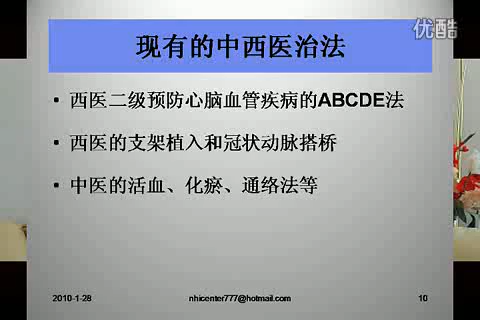 优酷
现有的中西医治法
• 西医二级预防心脑血管疾病的ABCDE法
• 西医的支架植入和冠状动脉搭桥
• 中医的活血、化瘀、通络法等
2010-1-28 nhicenter777@hotmail.com 10